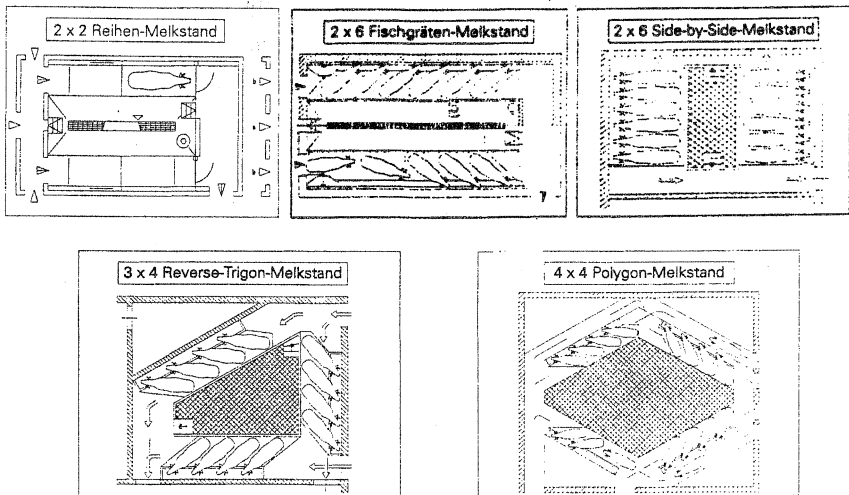 2 x 2 Reihen-Melkstand
2 x 6 Fischgräten-Melkstand
2 x 6 Side-by-Side-Melkstand
3 x 4 Reverse-Trigon-Melkstand
4 x 4 Polygon-Melkstand